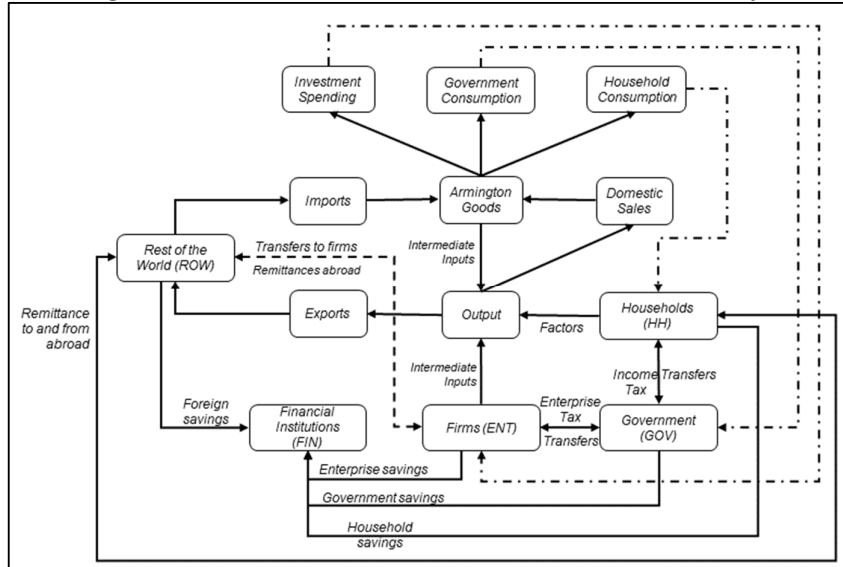 Investment
Spending
Government
Consumption
Household
Consumption
Imports
Armington
Goods
Domestic
Sales
Rest of the
World (ROW)
Transfers to firms
Remittances abroad
Intermediate
Inputs
Remittance
to and from
abroad
Exports
Output
Factors
Households
(HH)
Intermediate
Inputs
Income Transfers
Tax
Foreign
savings
Financial
Institutions
(FIN)
Firms (ENT)
Enterprise
Tax
Transfers
Government
(GOV)
Enterprise savings
Government savings
Household
savings